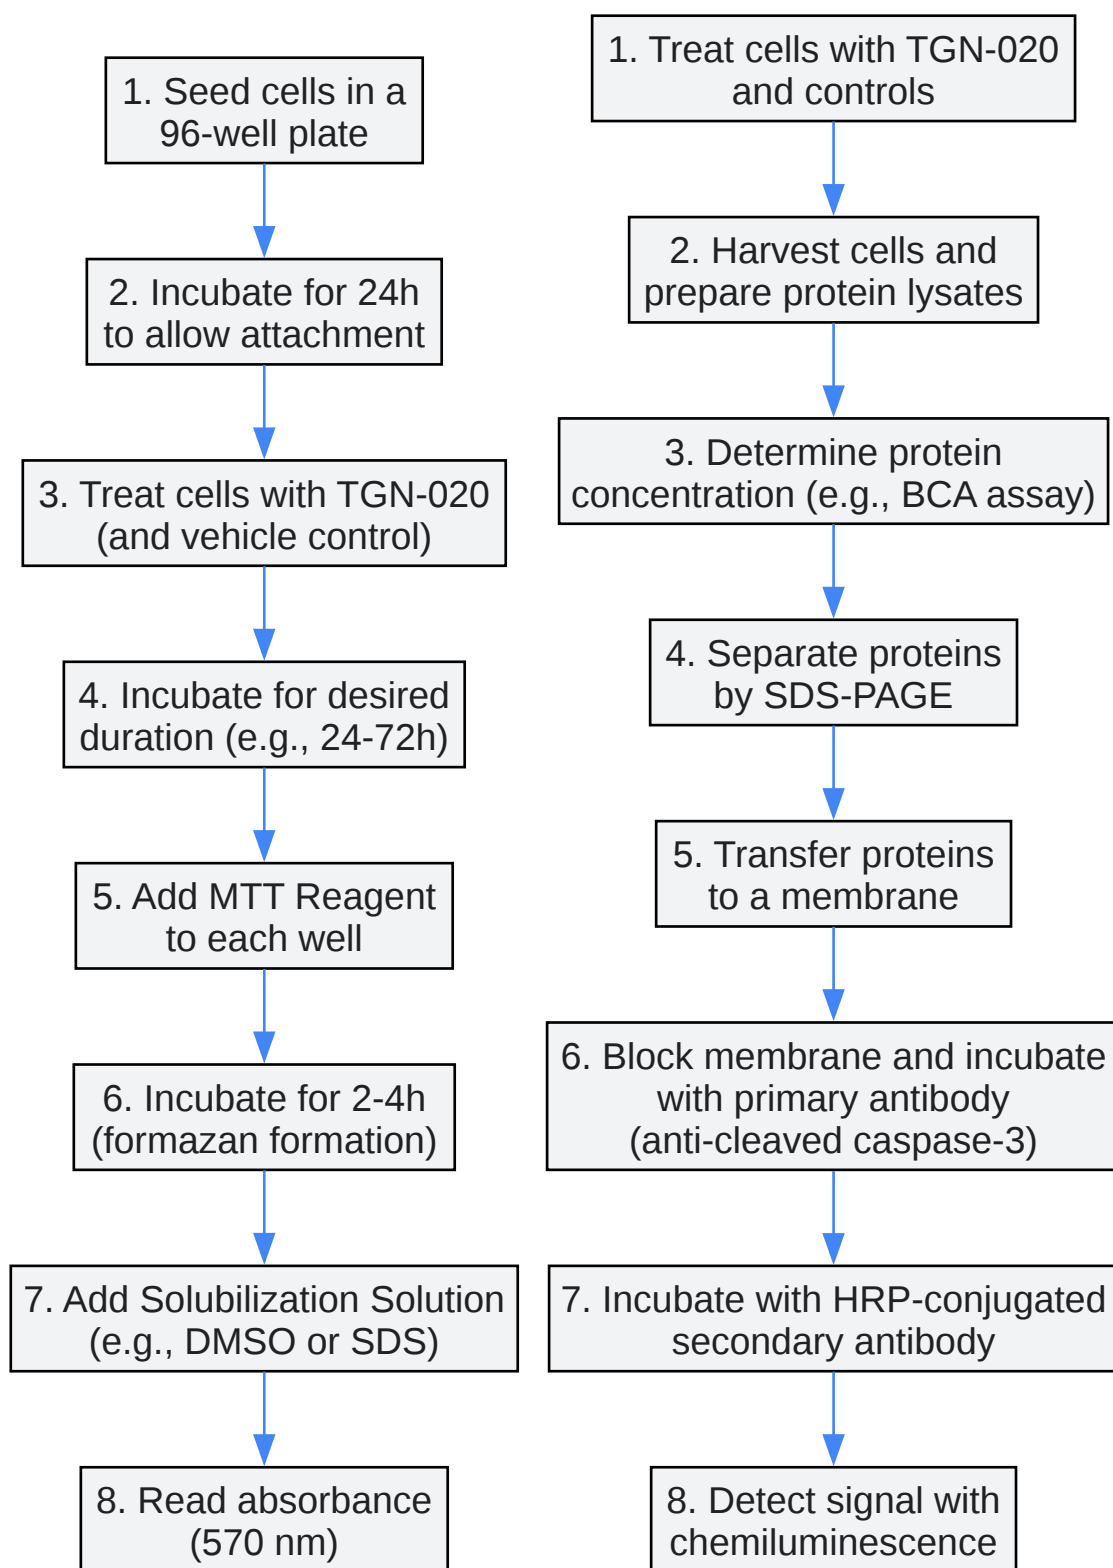 1. Seed cells in a
96-well plate
2. Incubate for 24h
to allow attachment
3. Treat cells with TGN-020
(and vehicle control)
4. Incubate for desired
duration (e.g., 24-72h)
5. Add MTT Reagent
to each well
6. Incubate for 2-4h
(formazan formation)
7. Add Solubilization Solution
(e.g., DMSO or SDS)
8. Read absorbance
(570 nm)
1. Treat cells with TGN-020
and controls
2. Harvest cells and
prepare protein lysates
3. Determine protein
concentration (e.g., BCA assay)
4. Separate proteins
by SDS-PAGE
5. Transfer proteins
to a membrane
6. Block membrane and incubate
with primary antibody
(anti-cleaved caspase-3)
7. Incubate with HRP-conjugated
secondary antibody
8. Detect signal with
chemiluminescence